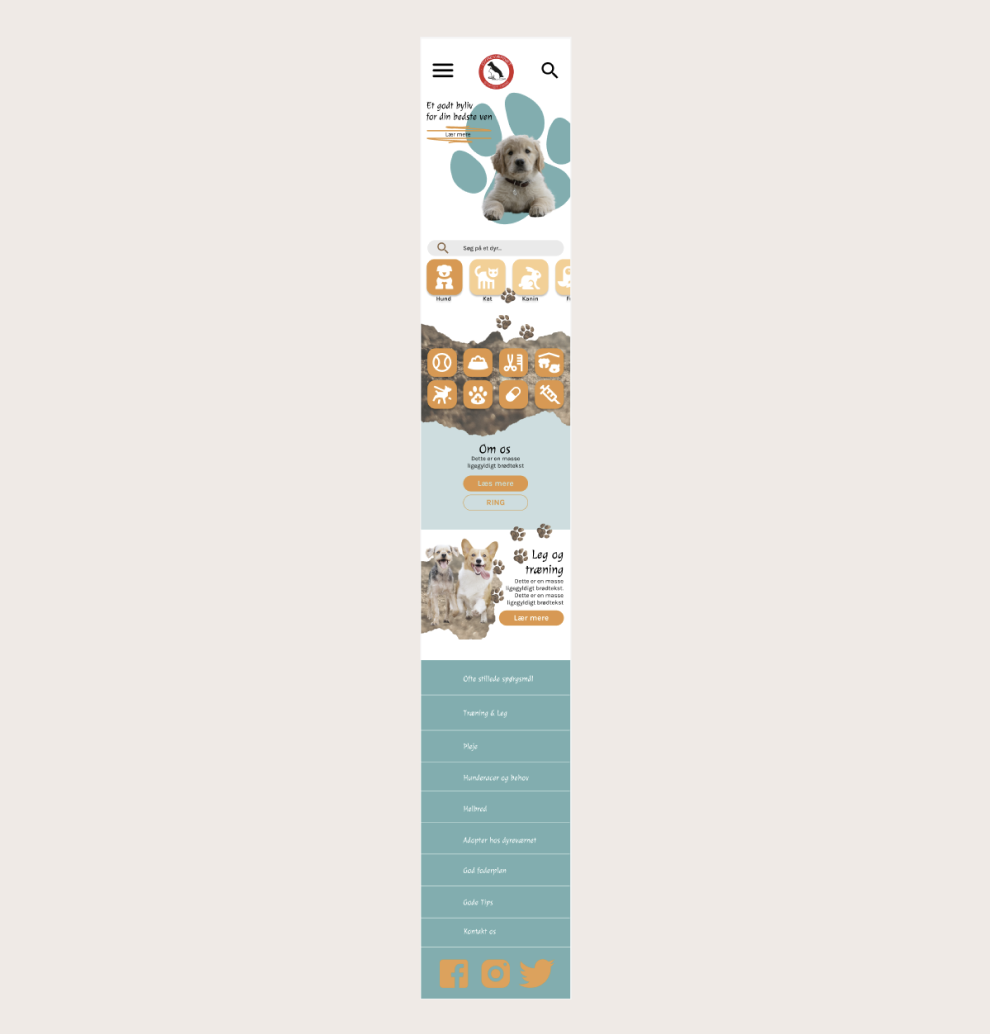 Et godt byliv
for din bedste ven
Lær mere
Søg på et dyr...
Hund
Kat
Kanin
Om os
Dette er en masse
ligegyldigt brødtekst
Læs mere
RING
Leg og
træning
Dette er en masse
ligegyldigt brødtekst.
Dette er en masse
ligegyldigt brødtekst
Lær mere
Ofte stillede spørgsmål
Træning & Leg
Pleje
Hunderacer og behov
Helbred
Adopter hos dyreværnet
God foderplan
Gode Tips
Kontakt os